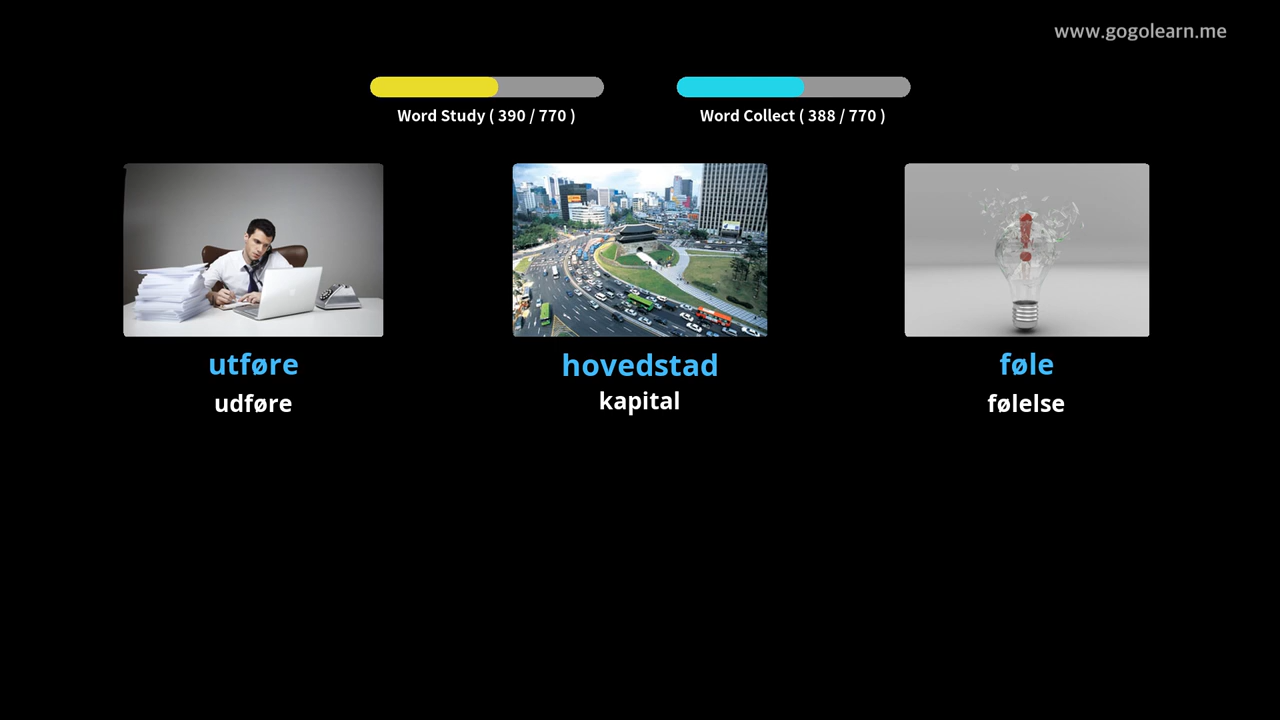 www.gogolearn.me
Word Study ( 390 / 770 )
Word Collect ( 388 / 770 )
utføre
udføre
hovedstad
kapital
føle
følelse